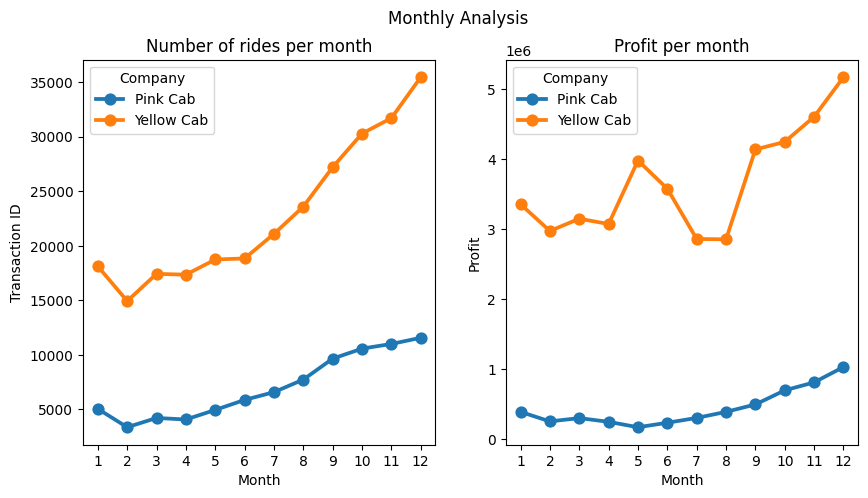 Monthly Analysis
Number of rides per month
Company
Pink Cab
Yellow Cab
Transaction ID
35000
30000
25000
20000
15000
10000
5000
1 2 3 4 5 6 7 8 9 10 11 12
Month
Profit per month
1e6
Company
Pink Cab
Yellow Cab
Profit
5
4
3
2
1
0
1 2 3 4 5 6 7 8 9 10 11 12
Month